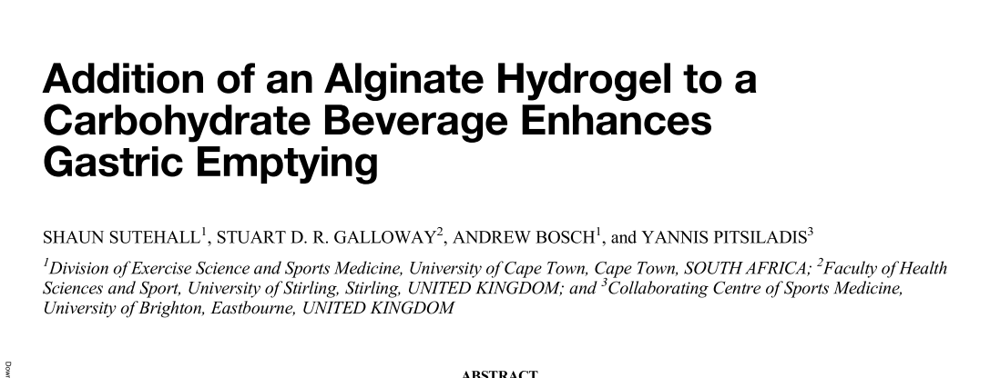 Addition of an Alginate Hydrogel to a
Carbohydrate Beverage Enhances
Gastric Emptying
SHAUN SUTEHALL1, STUART D. R. GALLOWAY2, ANDREW BOSCH1, and YANNIS PITSILADIS3
1Division of Exercise Science and Sports Medicine, University of Cape Town, Cape Town, SOUTH AFRICA; 2Faculty of Health
Sciences and Sport, University of Stirling, Stirling, UNITED KINGDOM; and 3Collaborating Centre of Sports Medicine,
University of Brighton, Eastbourne, UNITED KINGDOM
ABSTRACT